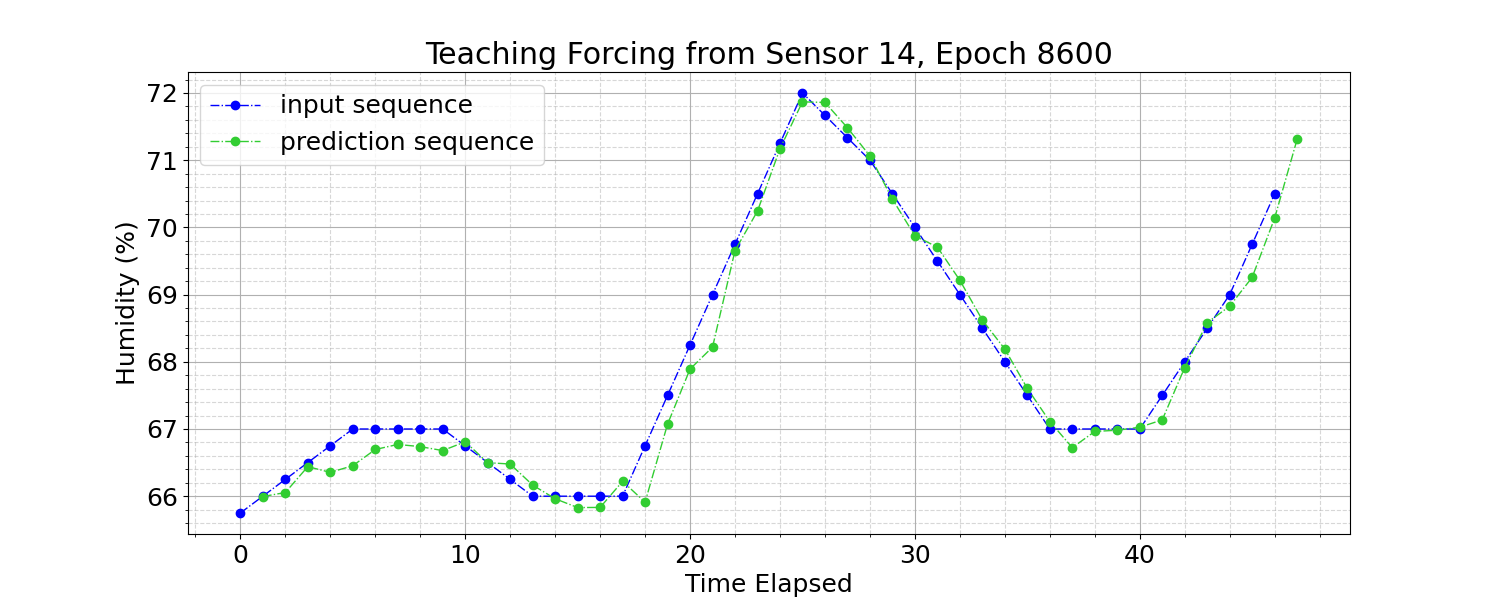 Teaching Forcing from Sensor 14, Epoch 8600
input sequence
prediction sequence
72
71
70
69
68
67
66
Humidity (%)
0 10 20 30 40
Time Elapsed